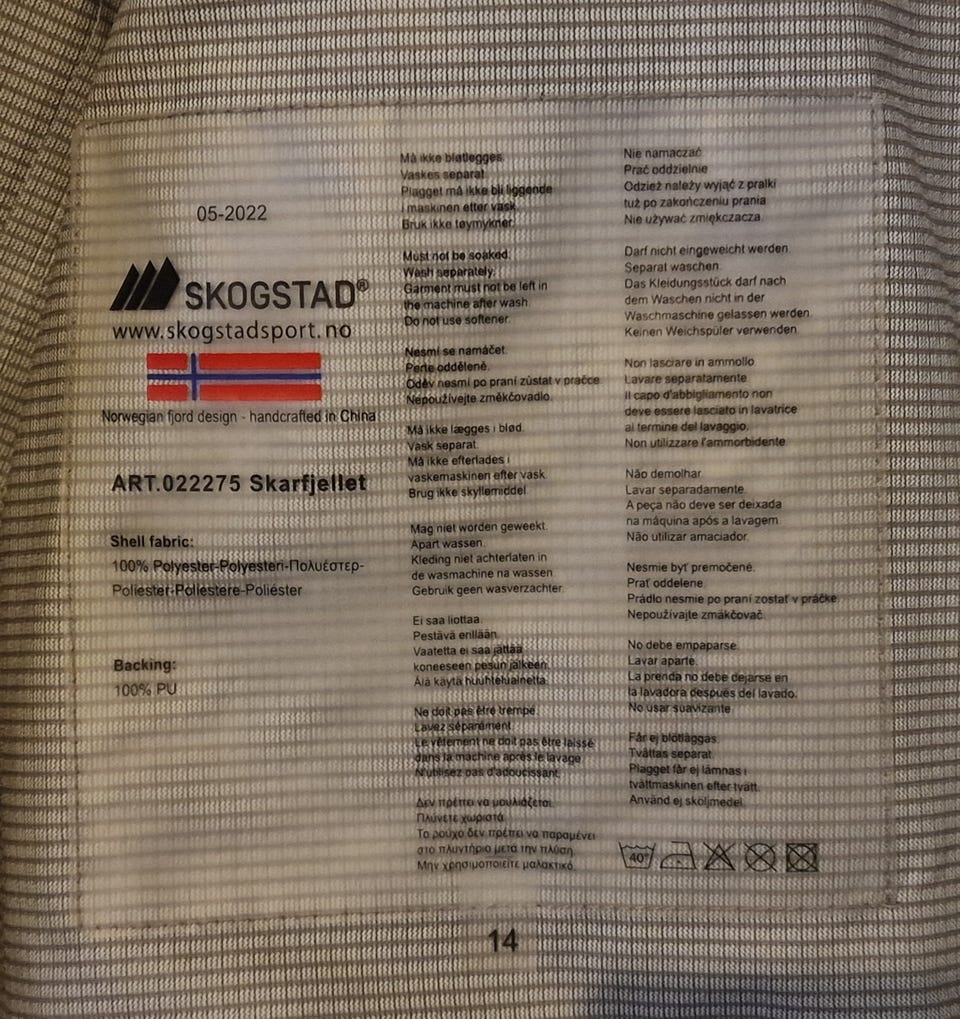 05-2022
SKOGSTAD®
www.skogstadsport.no
Norwegian fjord design - handcrafted in China
ART.022275 Skarfjellet
Shell fabric:
100% Polyester-Polyesteri-Πολυέστερ-
Poliester-Poliestere-Poliéster
Backing:
100% PU
Må ikke bløtlegges.
Vaskes separat.
Plagget må ikke bli liggende
i maskinen etter vask.
Bruk ikke tøymykner.
Must not be soaked.
Wash separately.
Garment must not be left in
the machine after wash.
Do not use softener.
Nesmí se namáčet.
Perte odděleně.
Oděv nesmí po praní zůstat v pračce.
Nepoužívejte změkčovadlo.
Må ikke lægges i blød.
Vask separat.
Må ikke efterlades i
vaskemaskinen efter vask.
Brug ikke skyllemiddel.
Mag niet worden geweekt.
Apart wassen.
Kleding niet achterlaten in
de wasmachine na wassen.
Gebruik geen wasverzachter.
Ei saa liottaa.
Pestävä erillään.
Vaatetta ei saa jättää
koneeseen pesun jälkeen.
Älä käytä huuhteluainetta.
Ne doit pas être trempé.
Lavez séparément.
Le vêtement ne doit pas être laissé
dans la machine après le lavage.
N'utilisez pas d'adoucissant.
Δεν πρέπει να μουλιάζεται.
Πλύνετε χωριστά.
Το ρούχο δεν πρέπει να παραμένει
στο πλυντήριο μετά την πλύση.
Μην χρησιμοποιείτε μαλακτικό.
Nie namaczać.
Prać oddzielnie.
Odzież należy wyjąć z pralki
tuż po zakończeniu prania.
Nie używać zmiękczacza.
Darf nicht eingeweicht werden.
Separat waschen.
Das Kleidungsstück darf nach
dem Waschen nicht in der
Waschmaschine gelassen werden.
Keinen Weichspüler verwenden.
Non lasciare in ammollo.
Lavare separatamente.
Il capo d'abbigliamento non
deve essere lasciato in lavatrice
al termine del lavaggio.
Non utilizzare l'ammorbidente.
Não demolhar.
Lavar separadamente.
A peça não deve ser deixada
na máquina após a lavagem.
Não utilizar amaciador.
Nesmie byť premočené.
Prať oddelene.
Prádlo nesmie po praní zostať v práčke.
Nepoužívajte zmäkčovač.
No debe empaparse.
Lavar aparte.
La prenda no debe dejarse en
la lavadora después del lavado.
No usar suavizante.
Får ej blötläggas.
Tvättas separat.
Plagget får ej lämnas i
tvättmaskinen efter tvätt.
Använd ej sköljmedel.
40°
14